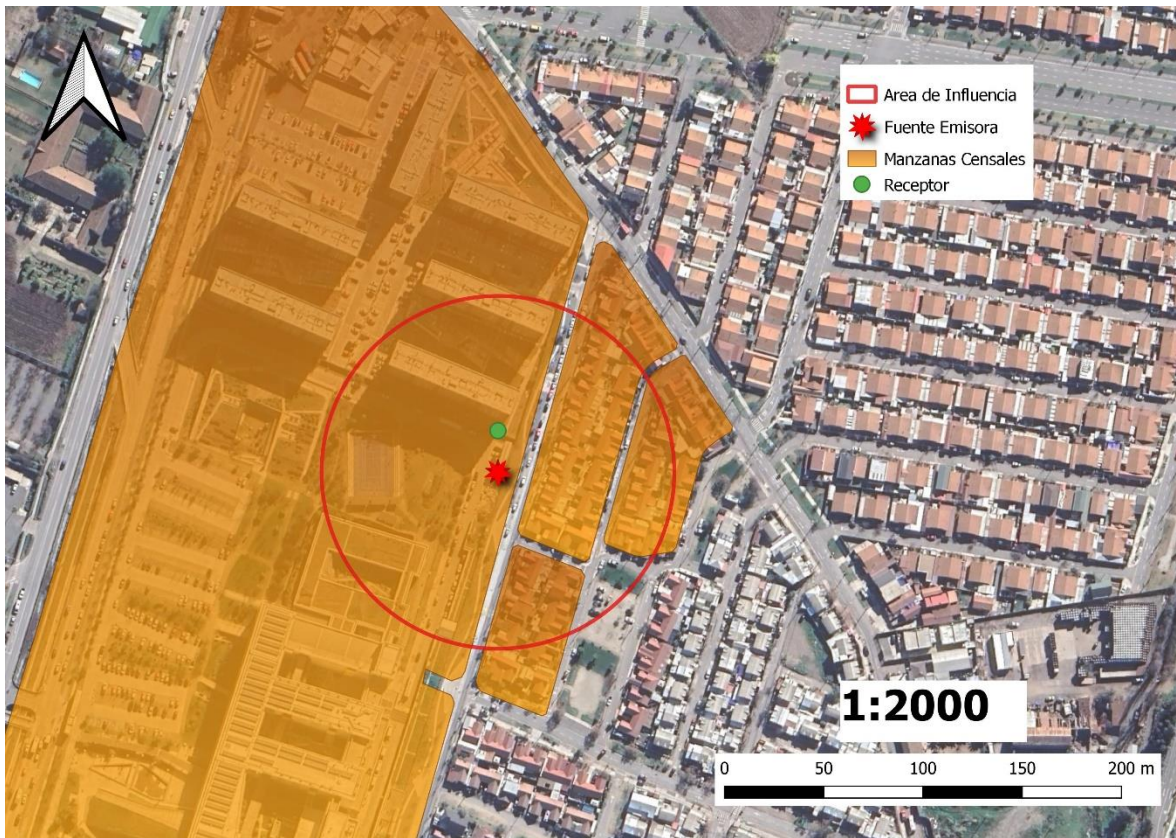 Area de Influencia
Fuente Emisora
Manzanas Censales
Receptor
1:2000
0 50 100 150 200 m